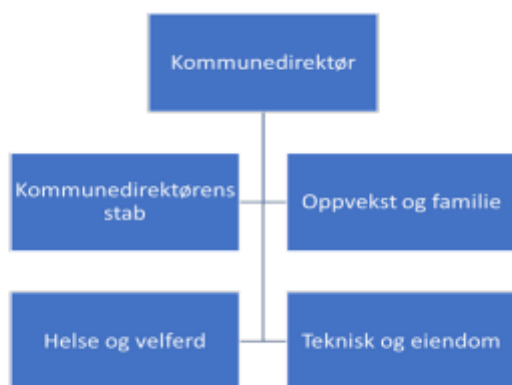 Kommunedirektør
Kommunedirektørens
stab
Oppvekst og familie
Helse og velferd
Teknisk og eiendom